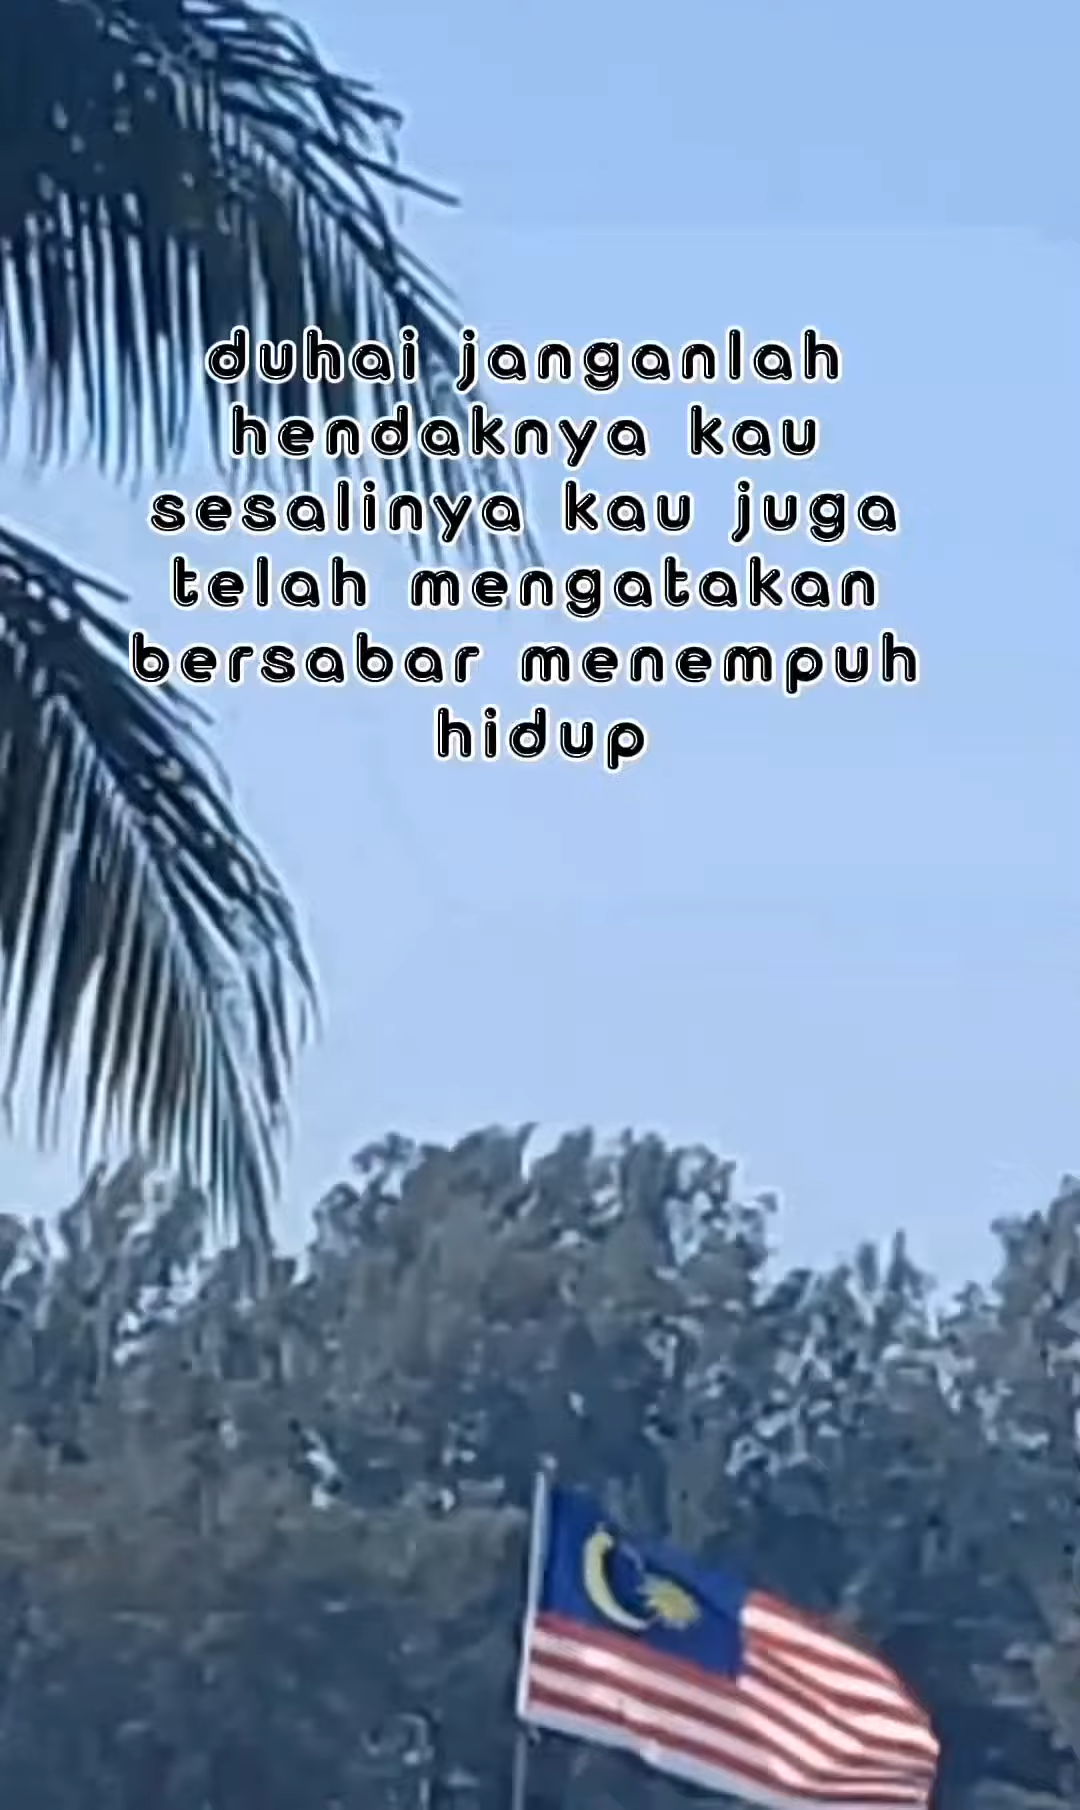 duhai janganlah
hendaknya kau
sesalinya kau juga
telah mengatakan
bersabar menempuh
hidup